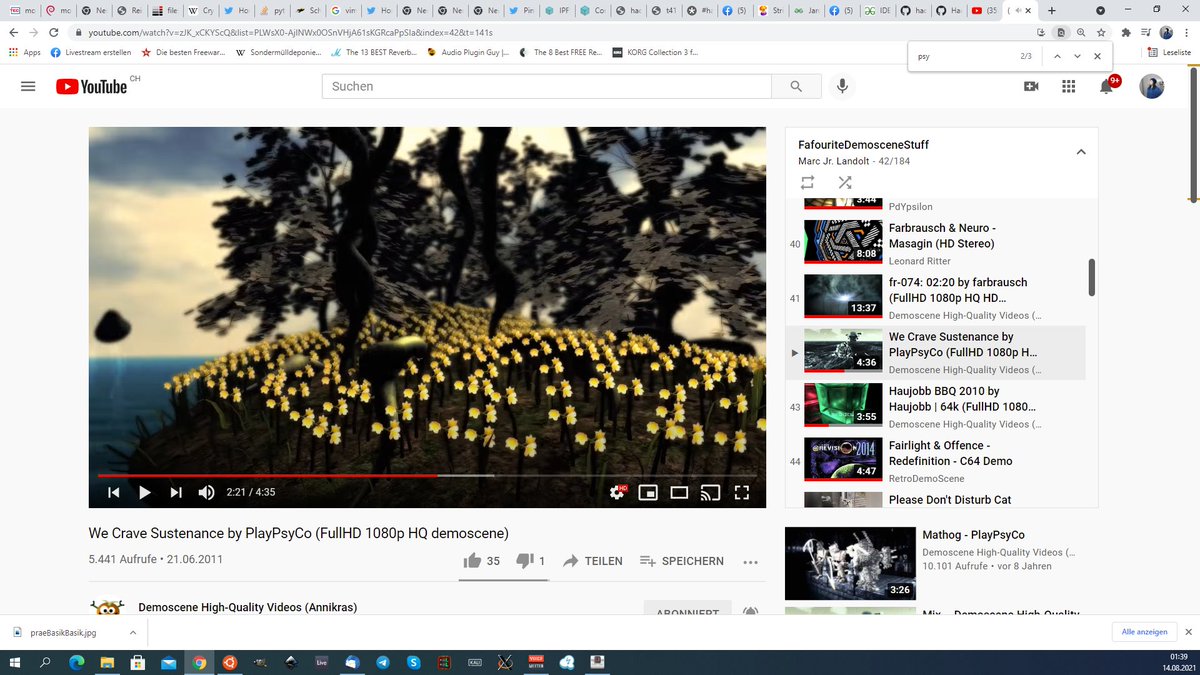 mc
mc
Ne
Rei
file
Cry
Ho
pyt
Sch
vir
Ho
Ne
Ne
Ne
Pin
IPF
Co
hac
t41
#ha
(5)
Str
Jar
(5)
IDE
hac
Ha
(35
youtube.com/watch?v=zJK_xCKYScQ&list=PLWsX0-AjINWx0OSnVHjA61sKGRcaPpSIa&index=42&t=141s
Apps
Livestream erstellen
Die besten Freewar...
Sondermülldeponie...
The 13 BEST Reverb...
Audio Plugin Guy |...
The 8 Best FREE Re...
KORG Collection 3 f...
Leseliste
psy
2/3
YouTube CH
Suchen
9+
FafouriteDemosceneStuff
Marc Jr. Landolt - 42/184
3:44
PdYpsilon
40
8:08
Farbrausch & Neuro -
Masagin (HD Stereo)
Leonard Ritter
41
13:37
fr-074: 02:20 by farbrausch
(FullHD 1080p HQ HD...
Demoscene High-Quality Videos (...
4:36
We Crave Sustenance by
PlayPsyCo (FullHD 1080p H...
Demoscene High-Quality Videos (...
43
3:55
Haujobb BBQ 2010 by
Haujobb | 64k (FullHD 1080...
Demoscene High-Quality Videos (...
44
@REVISION 2014
4:47
Fairlight & Offence -
Redefinition - C64 Demo
RetroDemoScene
Please Don't Disturb Cat
2:21 / 4:35
HD
We Crave Sustenance by PlayPsyCo (FullHD 1080p HQ demoscene)
5.441 Aufrufe • 21.06.2011
35
1
TEILEN
SPEICHERN
Demoscene High-Quality Videos (Annikras)
ABONNIERT
3:26
Mathog - PlayPsyCo
Demoscene High-Quality Videos (...
10.101 Aufrufe • vor 8 Jahren
Mix - Demoscene High-Quality
praeBasikBasik.jpg
Alle anzeigen
Live
01:39
14.08.2021